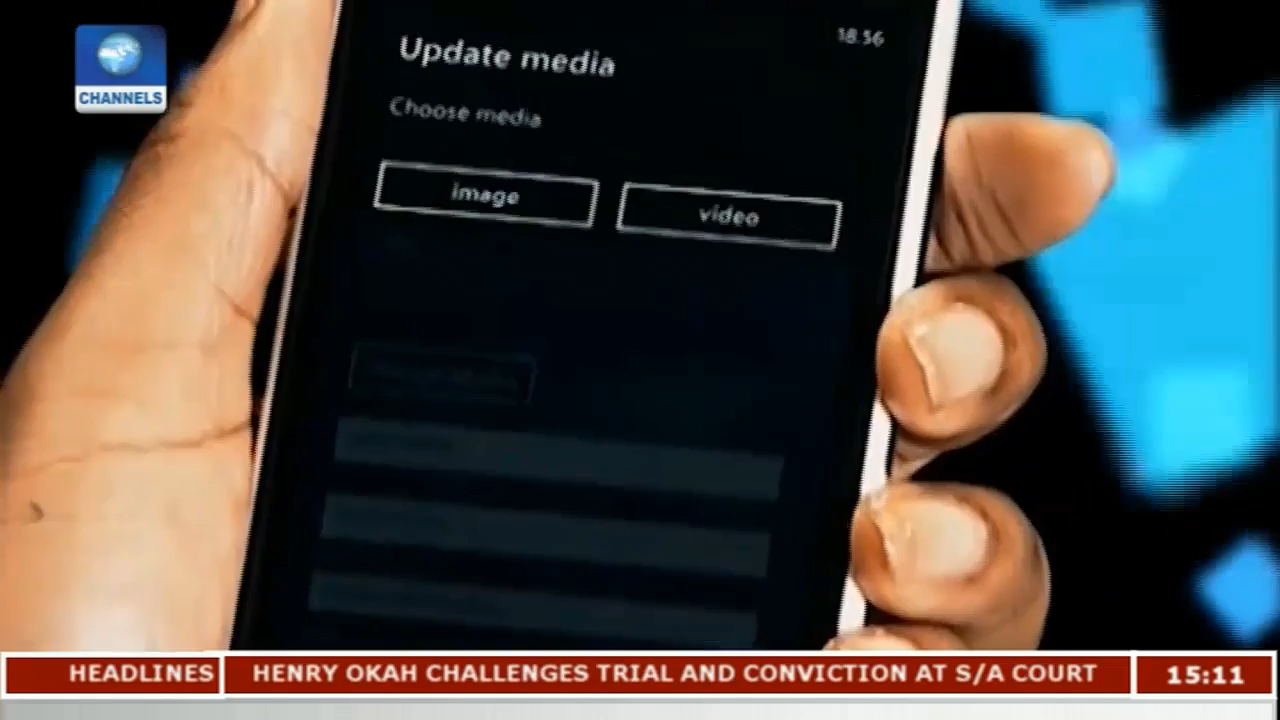 CHANNELS
18:56
Update media
Choose media
image
video
HEADLINES
HENRY OKAH CHALLENGES TRIAL AND CONVICTION AT S/A COURT
15:11